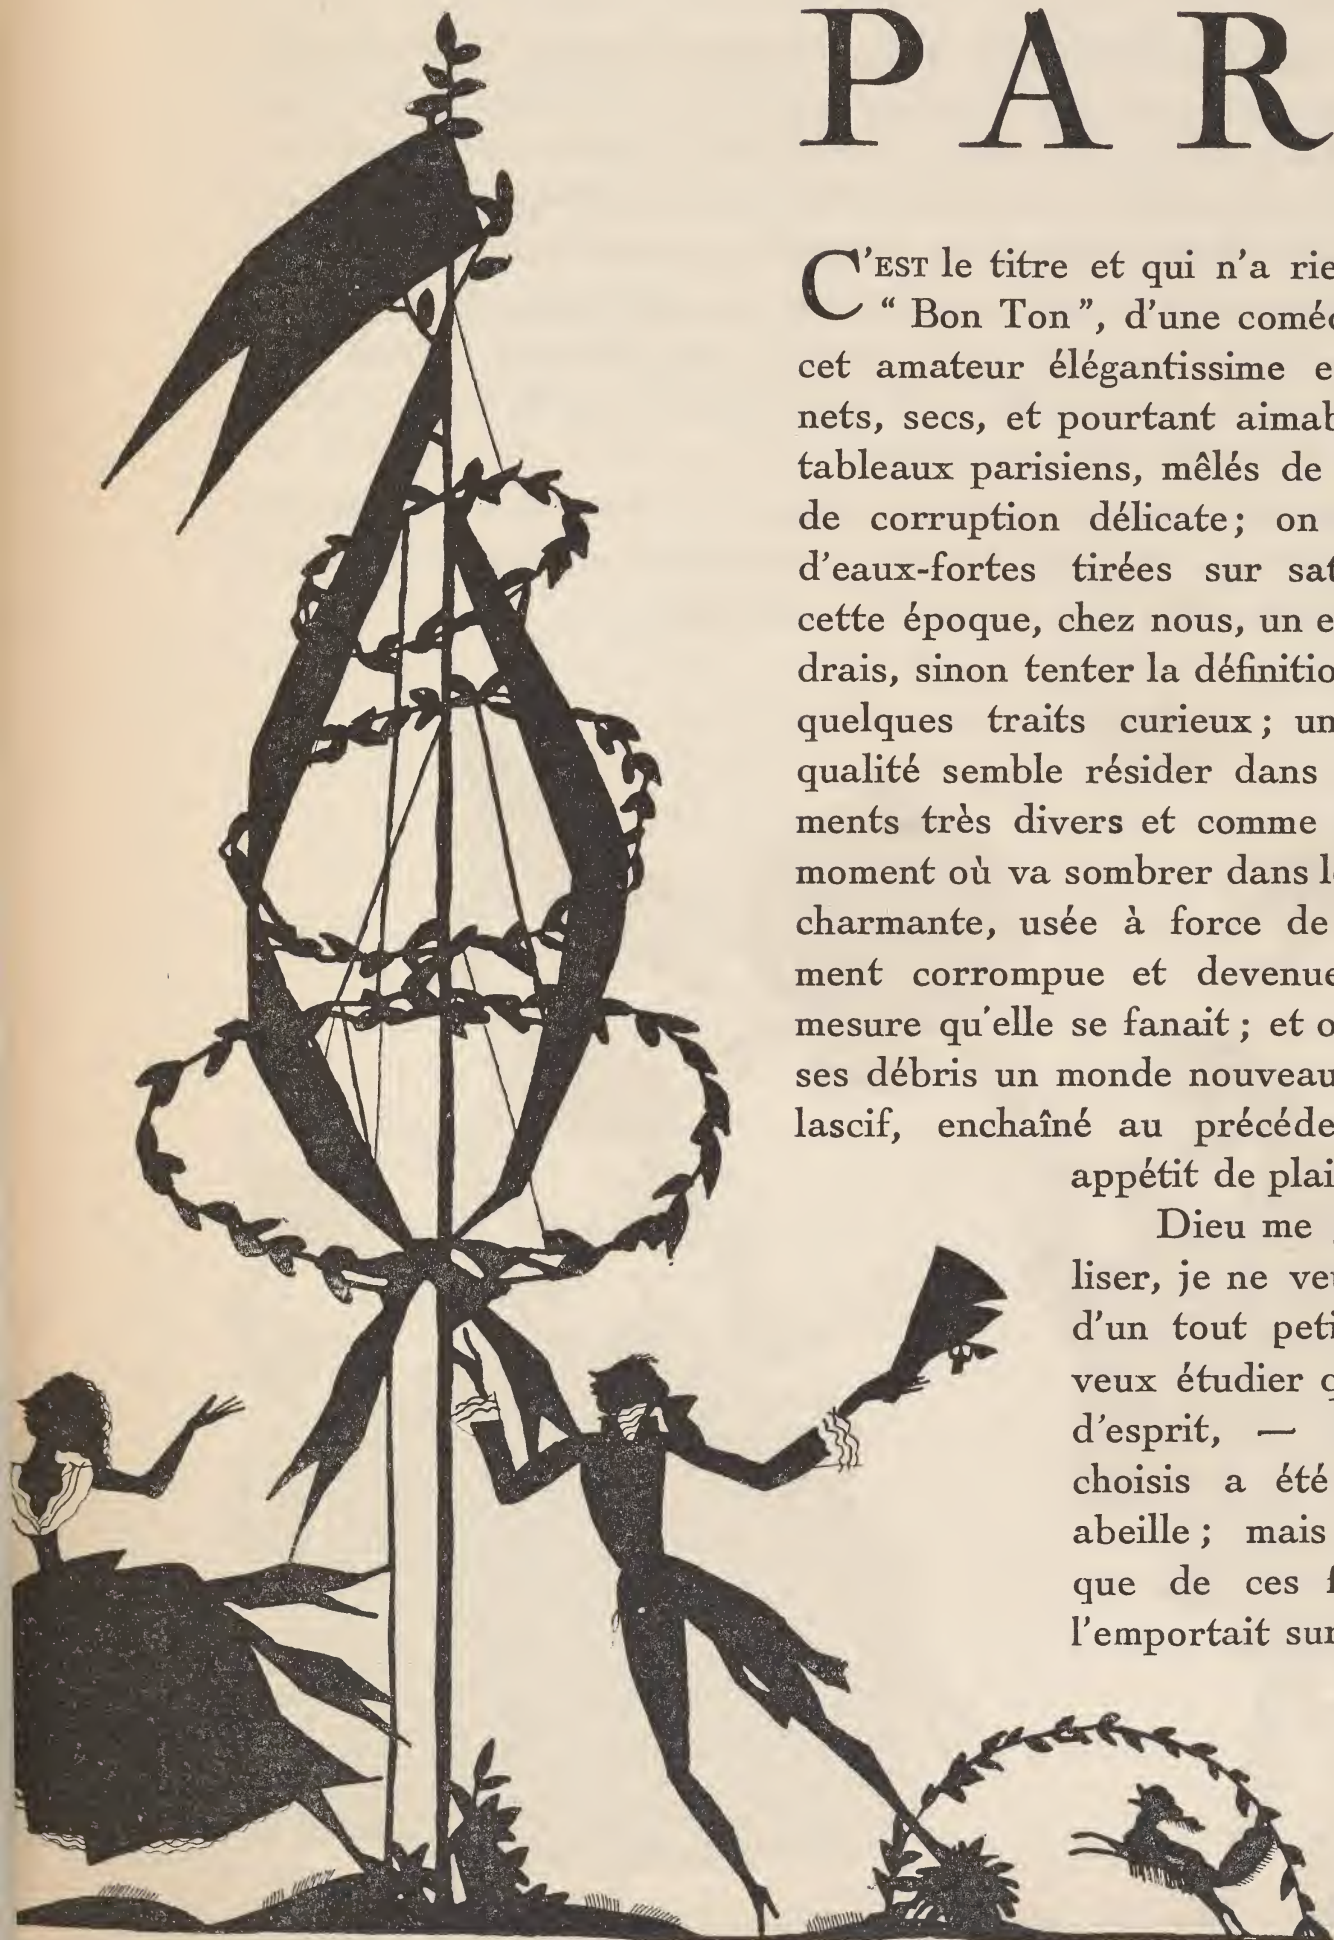 PAR
C'EST le titre et qui n'a rie
“ Bon Ton ”, d'une coméd
cet amateur élégantissime e
nets, secs, et pourtant aimab
tableaux parisiens, mêlés de
de corruption délicate; on
d'eaux-fortes tirées sur sat
cette époque, chez nous, un e
drais, sinon tenter la définitio
quelques traits curieux; un
qualité semble résider dans
ments très divers et comme
moment où va sombrer dans l
charmante, usée à force de
ment corrompue et devenue
mesure qu'elle se fanait; et o
ses débris un monde nouveau
lascif, enchaîné au précéde
appétit de plai
Dieu me
liser, je ne veu
d'un tout peti
veux étudier q
d'esprit, —
choisis a été
abeille; mais
que de ces f
l'emportait sur